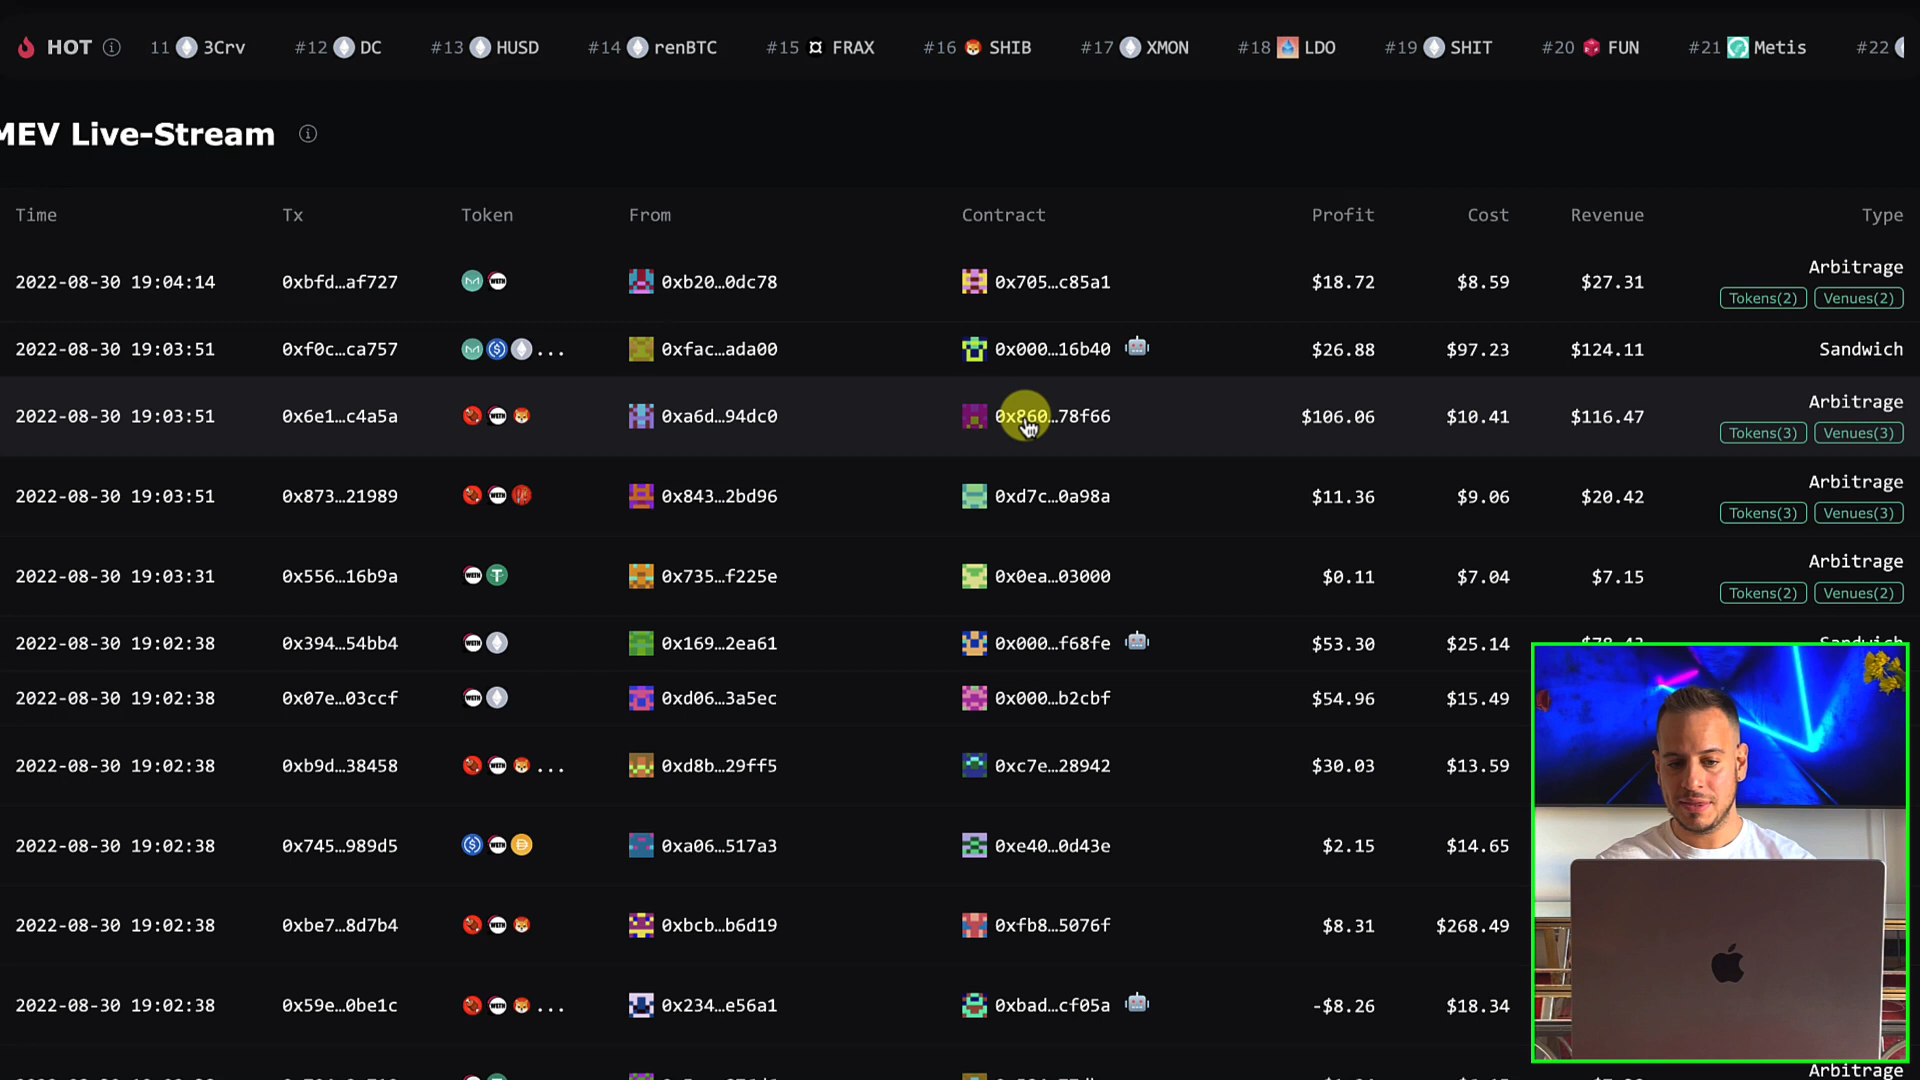 HOT 11 3Crv #12 DC #13 HUSD #14 renBTC #15 FRAX #16 SHIB #17 XMON #18 LDO #19 SHIT #20 FUN #21 Metis #22
MEV Live-Stream
Time Tx Token From Contract Profit Cost Revenue Type
2022-08-30 19:04:14 0xbfd...af727 0xb20...0dc78 0x705...c85a1 $18.72 $8.59 $27.31 Arbitrage
Tokens(2) Venues(2)
2022-08-30 19:03:51 0xf0c...ca757 ... 0xfac...ada00 0x000...16b40 $26.88 $97.23 $124.11 Sandwich
2022-08-30 19:03:51 0x6e1...c4a5a 0xa6d...94dc0 0x860...78f66 $106.06 $10.41 $116.47 Arbitrage
Tokens(3) Venues(3)
2022-08-30 19:03:51 0x873...21989 0x843...2bd96 0xd7c...0a98a $11.36 $9.06 $20.42 Arbitrage
Tokens(3) Venues(3)
2022-08-30 19:03:31 0x556...16b9a 0x735...f225e 0x0ea...03000 $0.11 $7.04 $7.15 Arbitrage
Tokens(2) Venues(2)
2022-08-30 19:02:38 0x394...54bb4 0x169...2ea61 0x000...f68fe $53.30 $25.14 $78.43 Sandwich
2022-08-30 19:02:38 0x07e...03ccf 0xd06...3a5ec 0x000...b2cbf $54.96 $15.49
2022-08-30 19:02:38 0xb9d...38458 ... 0xd8b...29ff5 0xc7e...28942 $30.03 $13.59
2022-08-30 19:02:38 0x745...989d5 0xa06...517a3 0xe40...0d43e $2.15 $14.65
2022-08-30 19:02:38 0xbe7...8d7b4 0xbcb...b6d19 0xfb8...5076f $8.31 $268.49
2022-08-30 19:02:38 0x59e...0be1c ... 0x234...e56a1 0xbad...cf05a -$8.26 $18.34
Arbitrage